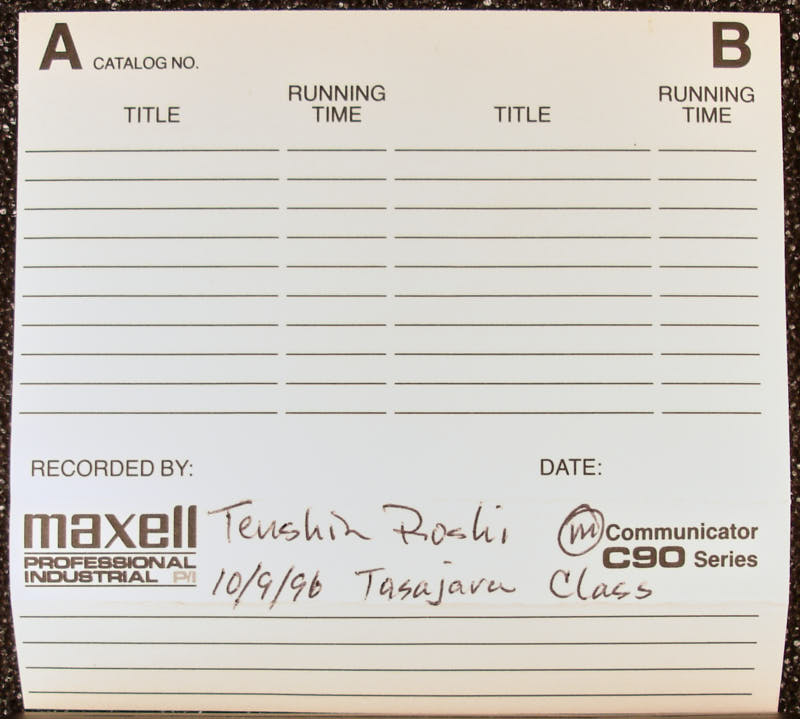 A CATALOG NO. B
TITLE RUNNING TIME TITLE RUNNING TIME
RECORDED BY: DATE:
maxell Tenshin Roshi m Communicator
PROFESSIONAL C90 Series
INDUSTRIAL P/I 10/9/96 Tasajara Class